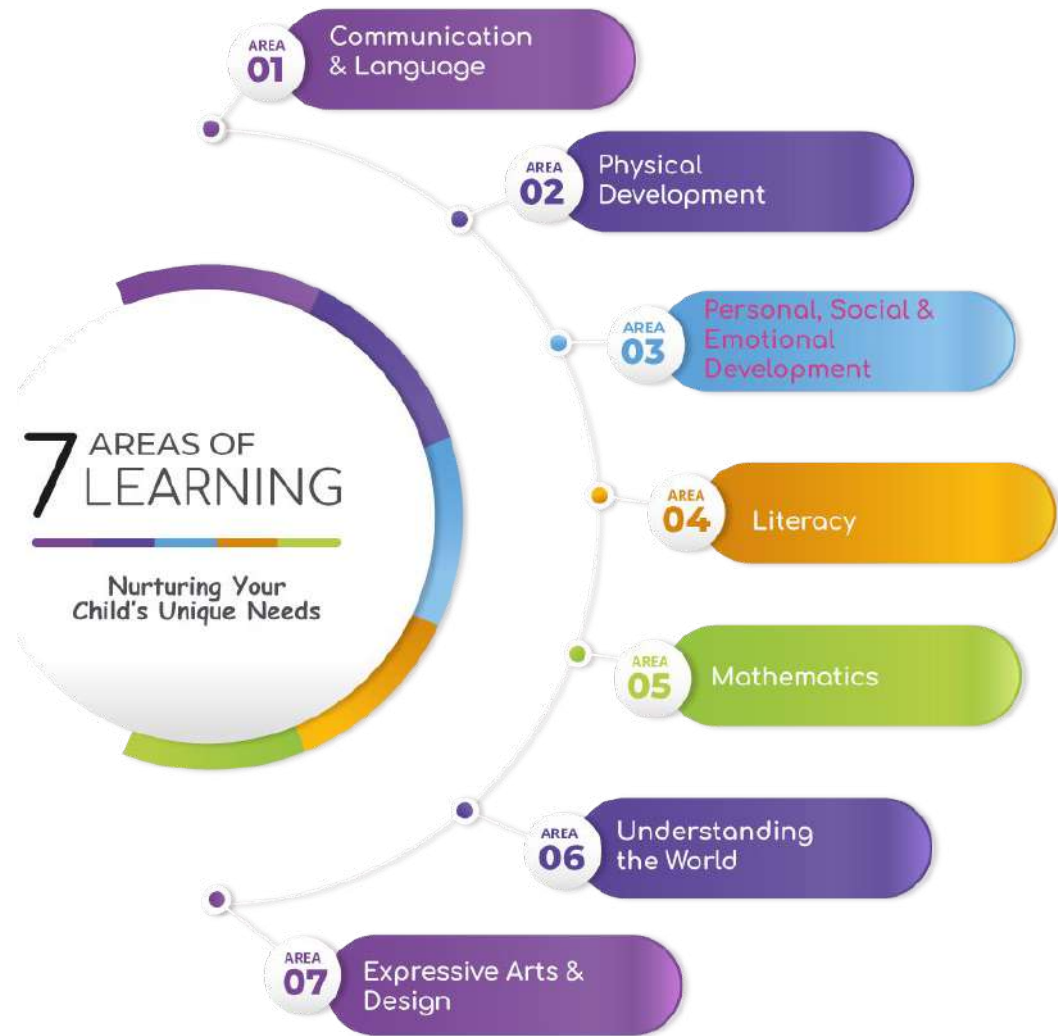 AREA
01
Communication
& Language
AREA
02
Physical
Development
AREA
03
Personal, Social &
Emotional
Development
7 AREAS OF
LEARNING
Nurturing Your
Child's Unique Needs
AREA
04
Literacy
AREA
05
Mathematics
AREA
06
Understanding
the World
AREA
07
Expressive Arts &
Design